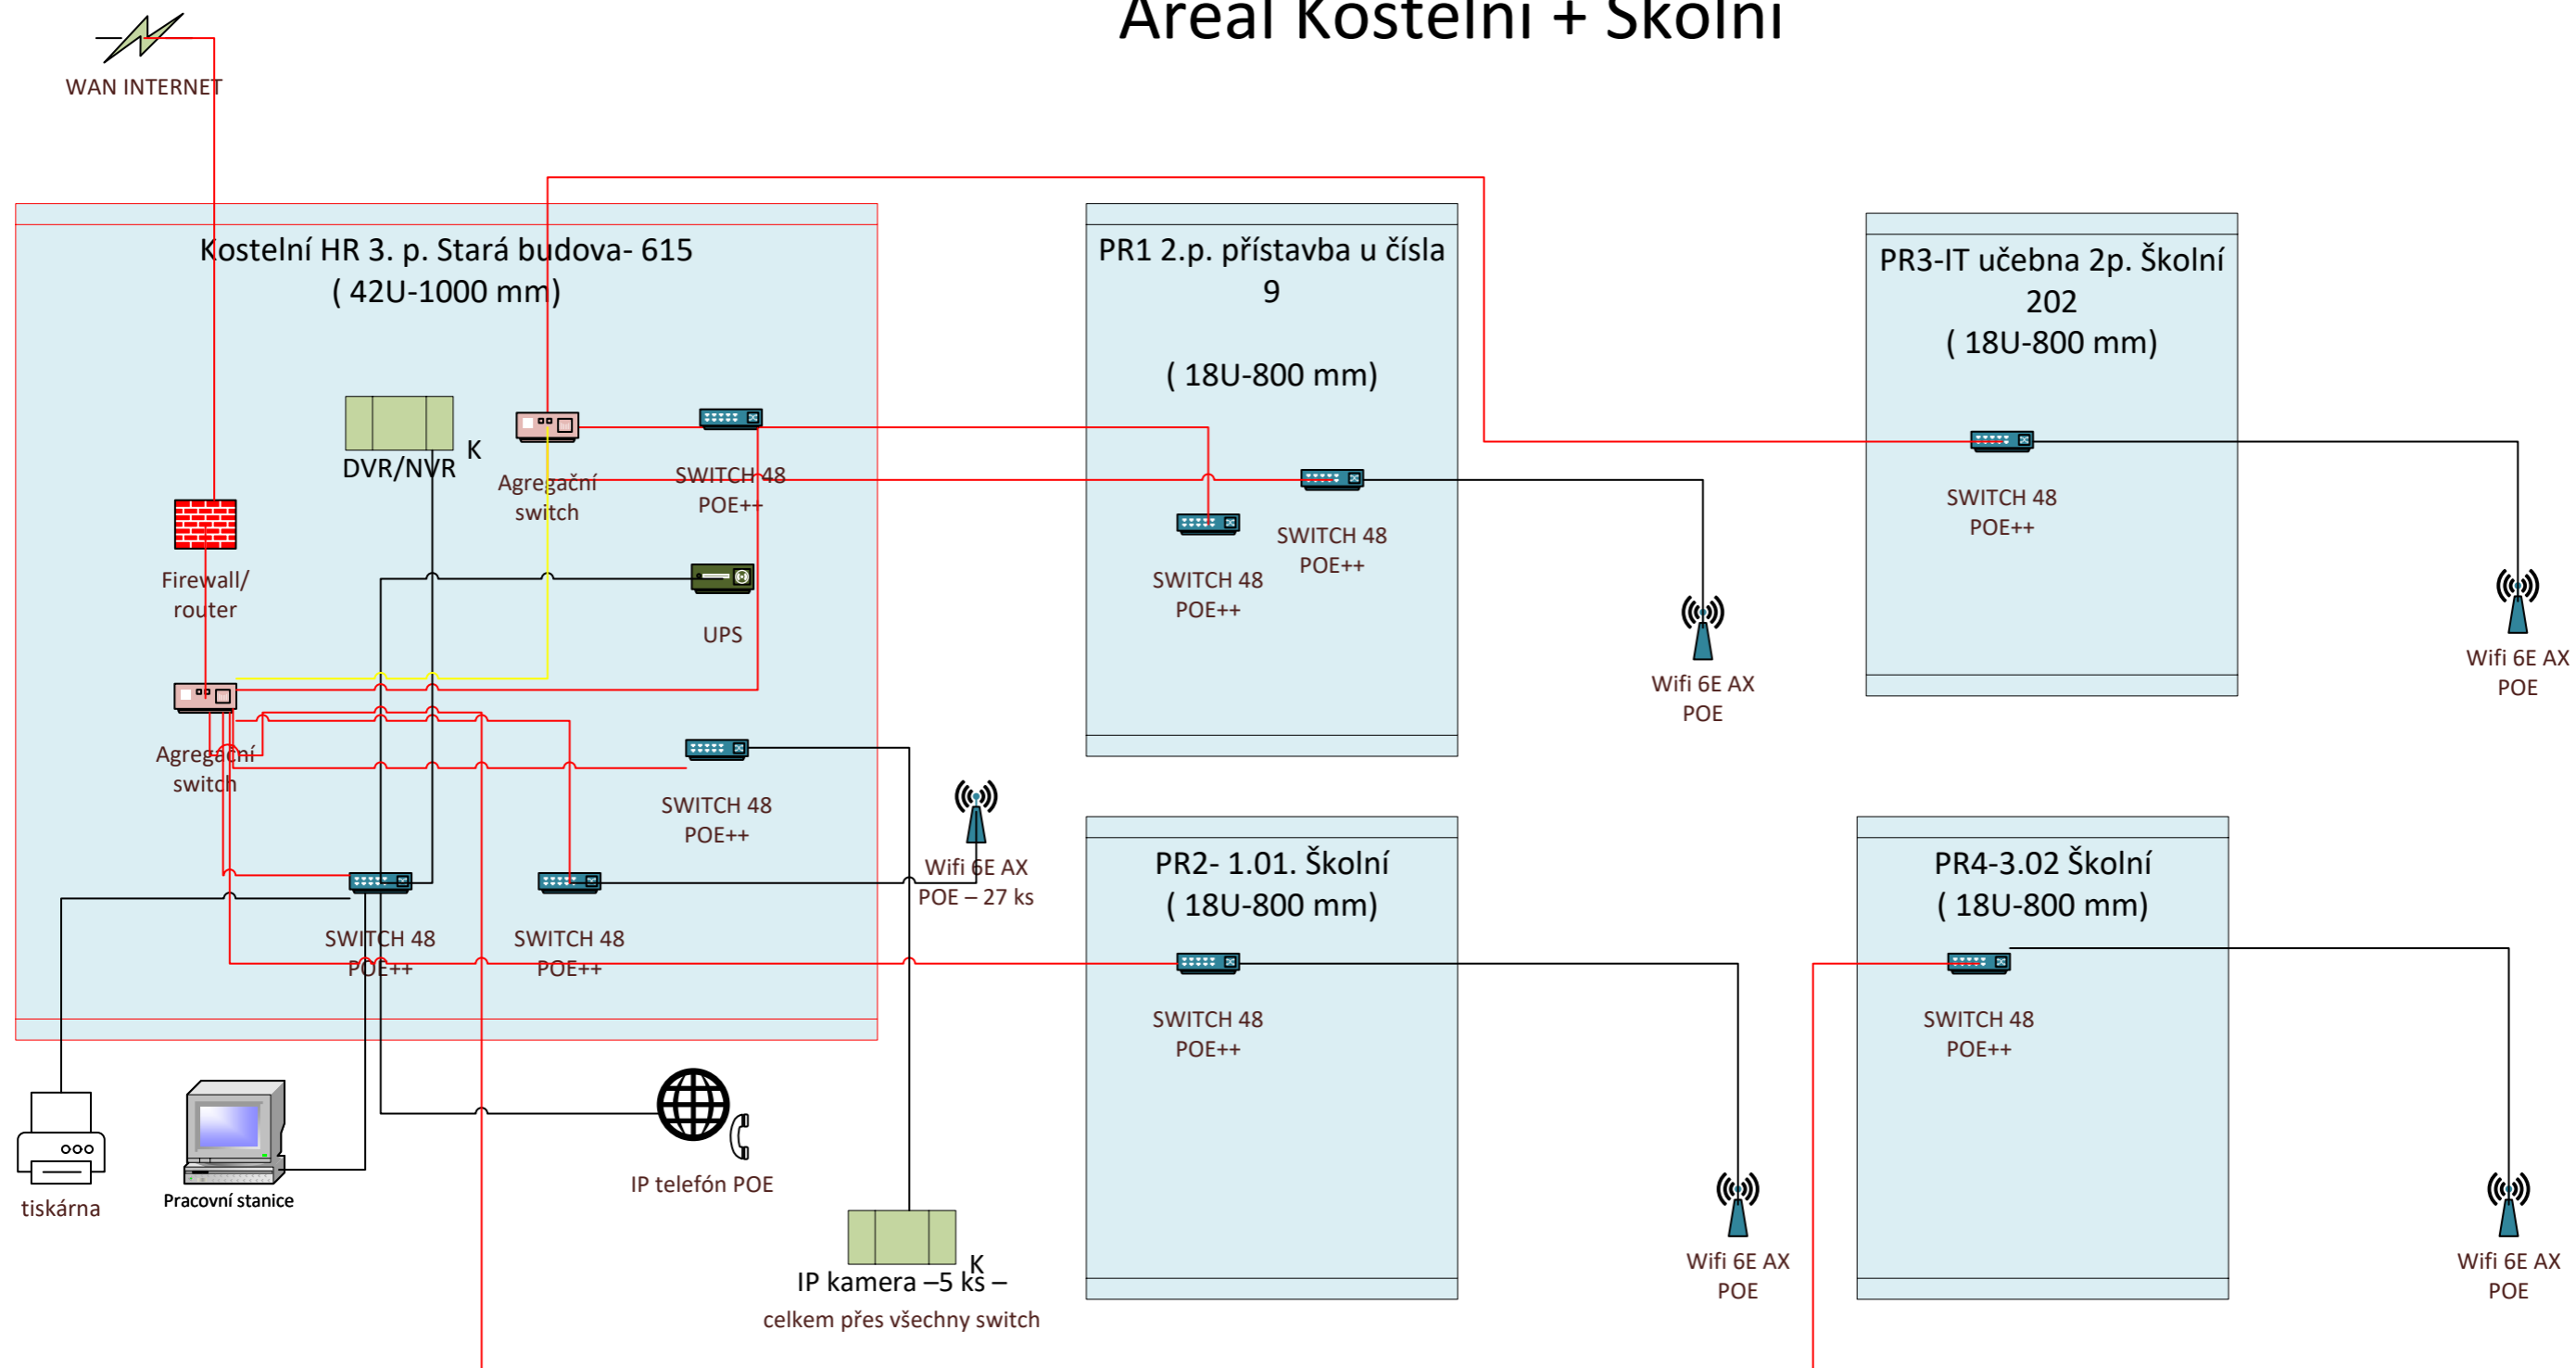 Areál Kostelní + Školní
WAN INTERNET
Kostelní HR 3. p. Stará budova- 615
( 42U-1000 mm)
DVR/NVR
K
Agregační
switch
SWITCH 48
POE++
Firewall/
router
UPS
Agregační
switch
SWITCH 48
POE++
SWITCH 48
POE++
SWITCH 48
POE++
Wifi 6E AX
POE – 27 ks
tiskárna
Pracovní stanice
IP telefón POE
K
IP kamera –5 ks –
celkem přes všechny switch
PR1 2.p. přístavba u čísla
9
( 18U-800 mm)
SWITCH 48
POE++
SWITCH 48
POE++
Wifi 6E AX
POE
PR3-IT učebna 2p. Školní
202
( 18U-800 mm)
SWITCH 48
POE++
Wifi 6E AX
POE
PR2- 1.01. Školní
( 18U-800 mm)
SWITCH 48
POE++
Wifi 6E AX
POE
PR4-3.02 Školní
( 18U-800 mm)
SWITCH 48
POE++
Wifi 6E AX
POE